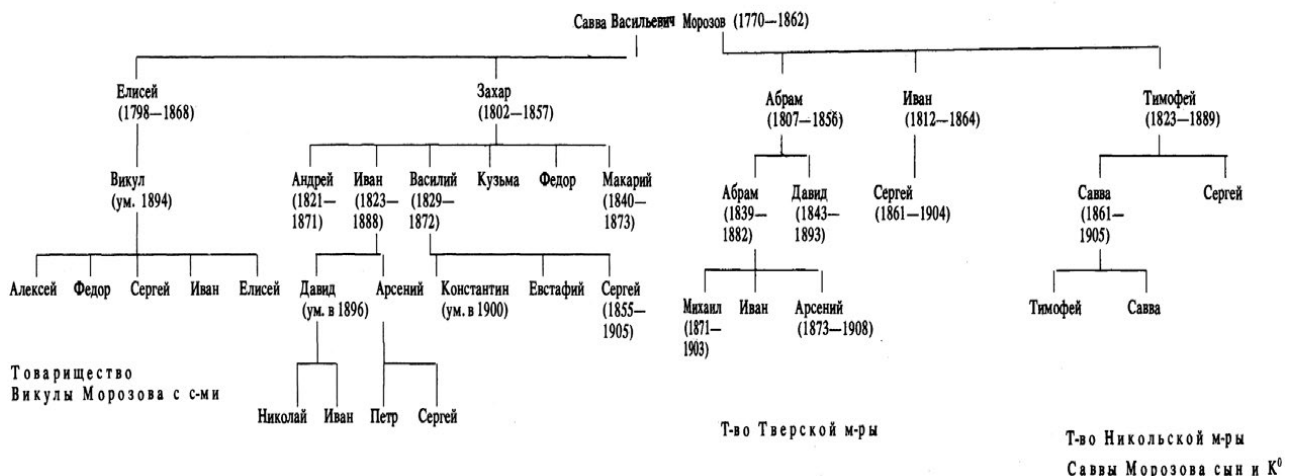 Савва Васильевич Морозов (1770—1862)
Елисей
(1798—1868)
Захар
(1802—1857)
Абрам
(1807—1856)
Иван
(1812—1864)
Тимофей
(1823—1889)
Викул
(ум. 1894)
Андрей
(1821—
1871)
Иван
(1823—
1888)
Василий
(1829—
1872)
Кузьма
Федор
Макарий
(1840—
1873)
Абрам
(1839—
1882)
Давид
(1843—
1893)
Сергей
(1861—1904)
Савва
(1861—
1905)
Сергей
Алексей
Федор
Сергей
Иван
Елисей
Давид
(ум. в 1896)
Арсений
Константин
(ум. в 1900)
Евстафий
Сергей
(1855—
1905)
Михаил
(1871—
1903)
Иван
Арсений
(1873—1908)
Тимофей
Савва
Николай
Иван
Петр
Сергей
Товарищество
Викулы Морозова с с-ми
Т-во Тверской м-ры
Т-во Никольской м-ры
Саввы Морозова сын и К⁰